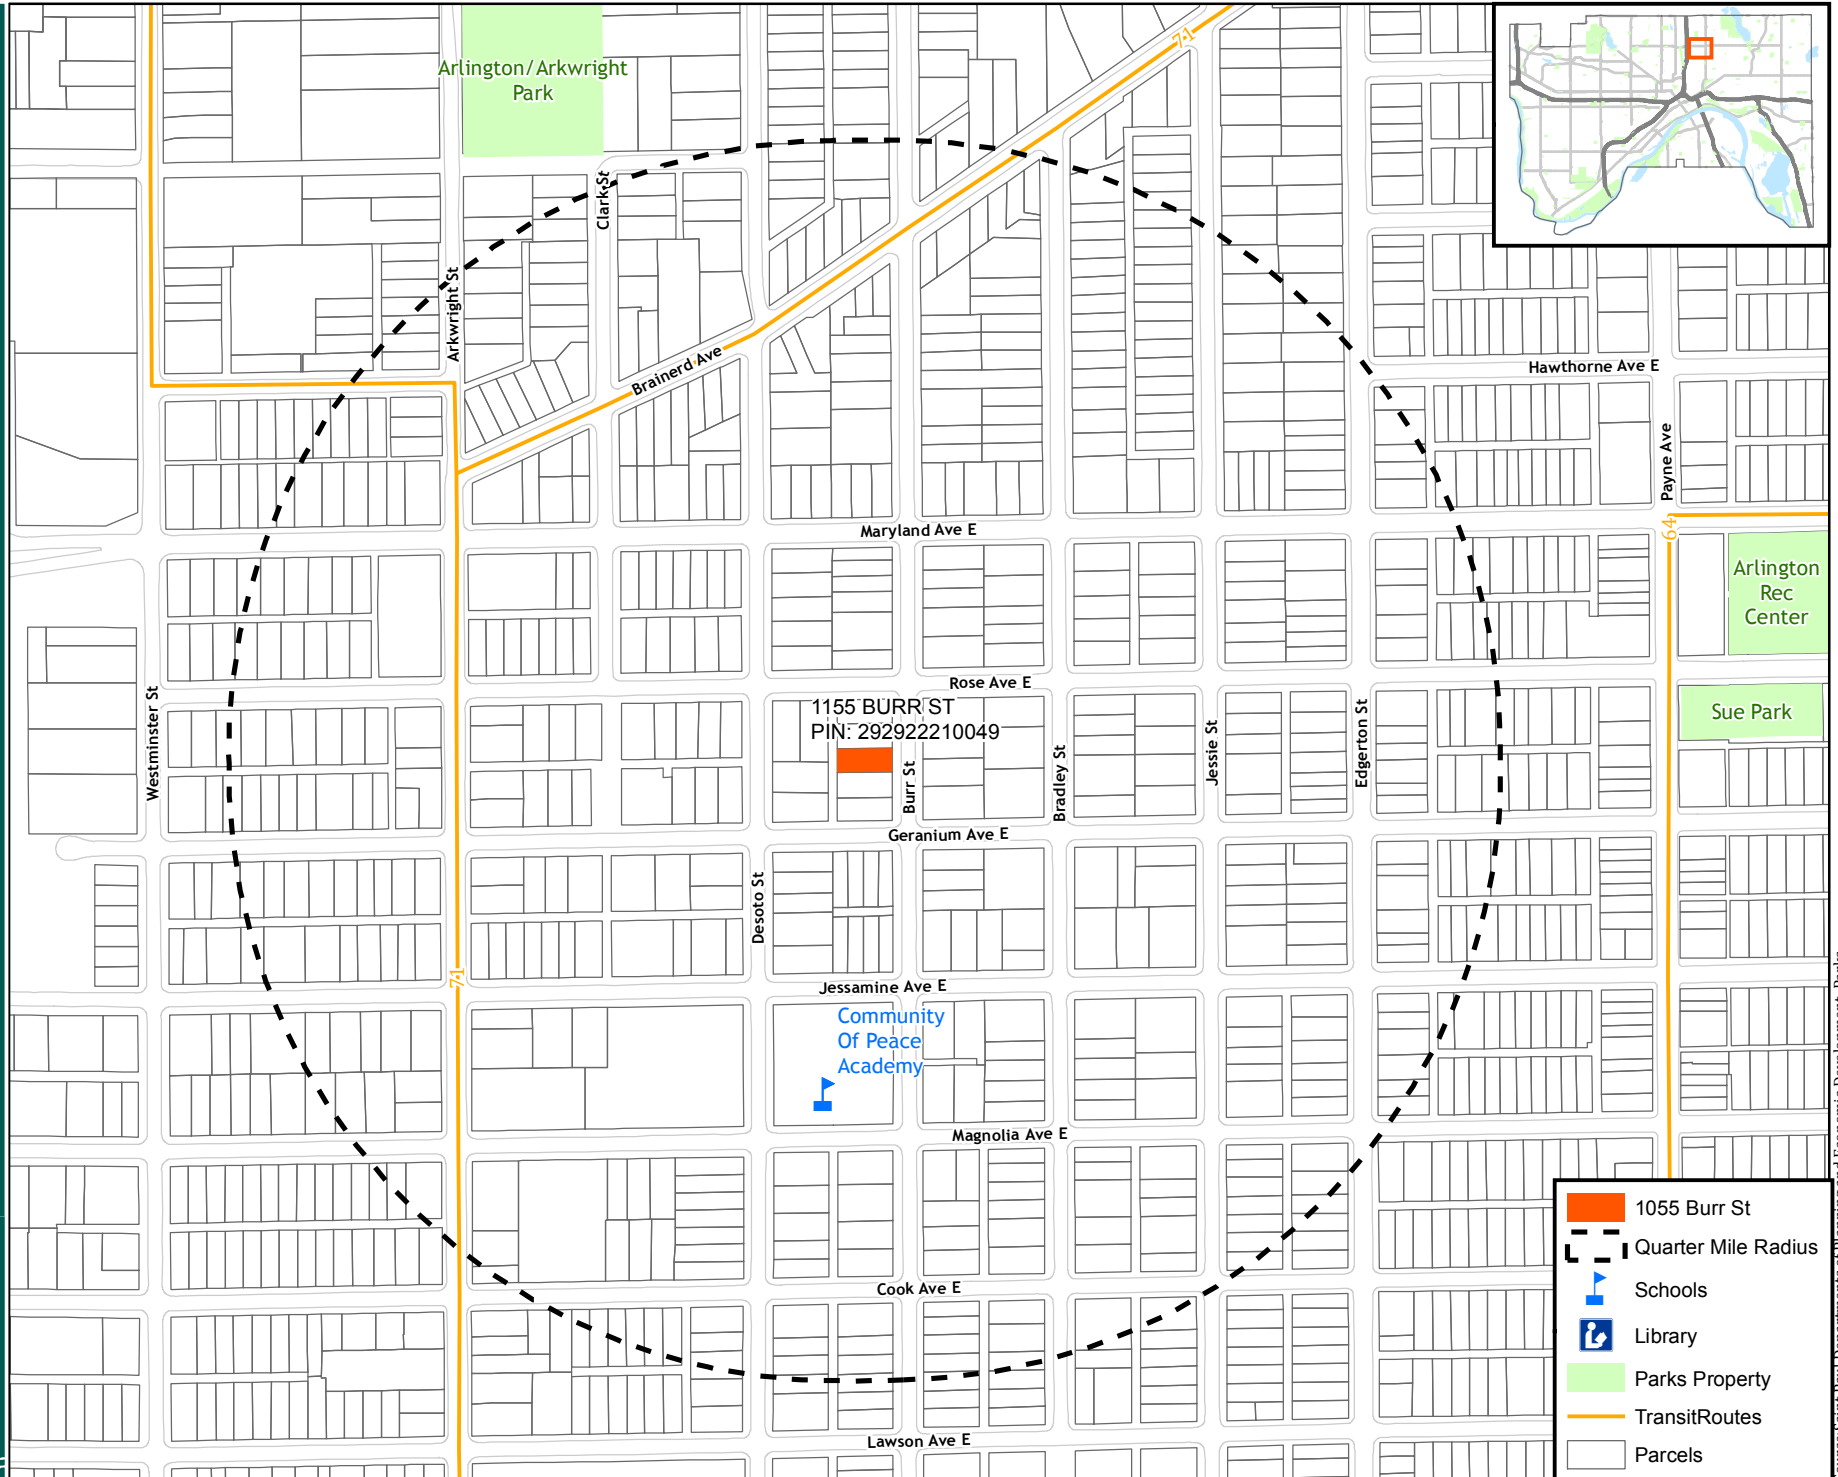 71
Arlington/Arkwright
Park
Clark St
Arkwright St
Brainerd Ave
Hawthorne Ave E
Payne Ave
Maryland Ave E
64
Arlington
Rec
Center
Rose Ave E
Westminster St
1155 BURR ST
PIN: 292922210049
Burr St
Bradley St
Jessie St
Edgerton St
Sue Park
Geranium Ave E
Desoto St
71
Jessamine Ave E
Community
Of Peace
Academy
Magnolia Ave E
Cook Ave E
Lawson Ave E
1055 Burr St
Quarter Mile Radius
Schools
Library
Parks Property
TransitRoutes
Parcels